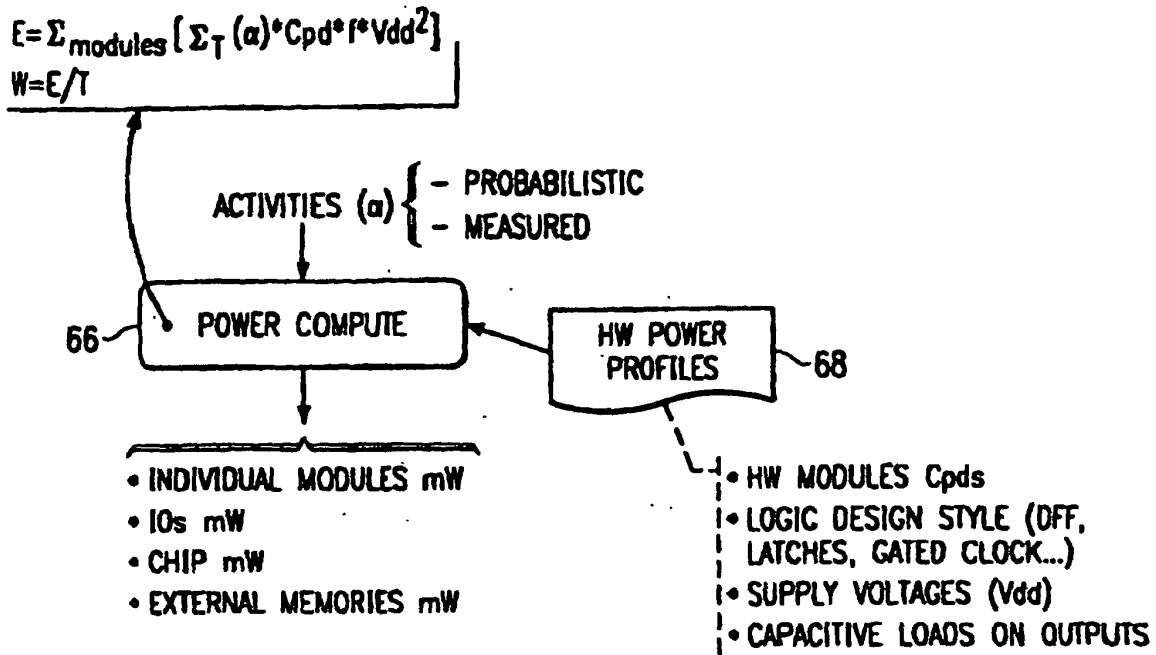 E=Σmodules[Σ_T(α)*Cpd*f*Vdd²]
W=E/T
ACTIVITIES (α)
- PROBABILISTIC
- MEASURED
66
POWER COMPUTE
HW POWER
PROFILES
68
• INDIVIDUAL MODULES mW
• IOs mW
• CHIP mW
• EXTERNAL MEMORIES mW
• HW MODULES Cpds
• LOGIC DESIGN STYLE (DFF,
LATCHES, GATED CLOCK...)
• SUPPLY VOLTAGES (Vdd)
• CAPACITIVE LOADS ON OUTPUTS